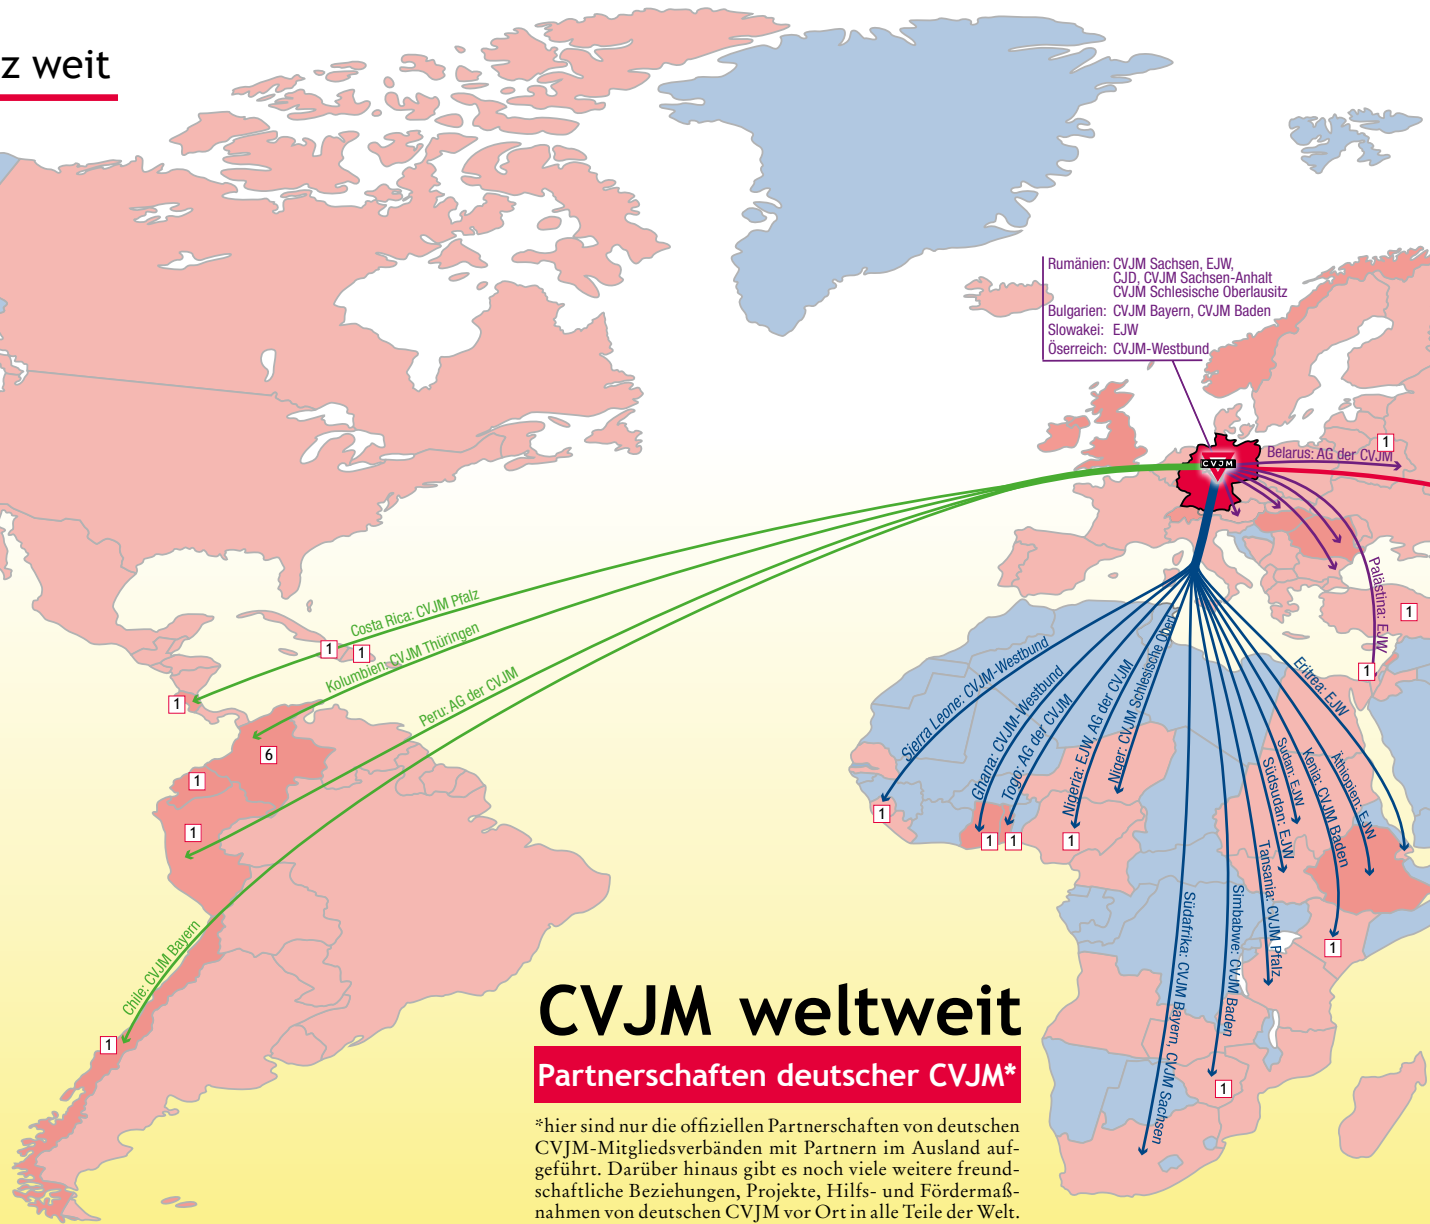 z weit
Rumänien: CVJM Sachsen, EJW,
CJD, CVJM Sachsen-Anhalt
CVJM Schlesische Oberlausitz
Bulgarien: CVJM Bayern, CVJM Baden
Slowakei: EJW
Öserreich: CVJM-Westbund
CVJM
Belarus: AG der CVJM
1
Palästina: EJW
1
1
Costa Rica: CVJM Pfalz
1
1
Kolumbien: CVJM Thüringen
1
Peru: AG der CVJM
6
1
1
Chile: CVJM Bayern
1
Sierra Leone: CVJM-Westbund
1
Ghana: CVJM-Westbund
1
Togo: AG der CVJM
1
Nigeria: EJW, AG der CVJM
1
Niger: CVJM Schlesische Oberl
Eritrea: EJW
Äthiopien: EJW
Kenia: CVJM Baden
1
Sudan: EJW
Südsudan: EJW
Tansania: CVJM Pfalz
Simbabwe: CVJM Baden
1
Südafrika: CVJM Bayern, CVJM Sachsen
CVJM weltweit
Partnerschaften deutscher CVJM*
*hier sind nur die offiziellen Partnerschaften von deutschen
CVJM-Mitgliedsverbänden mit Partnern im Ausland auf-
geführt. Darüber hinaus gibt es noch viele weitere freund-
schaftliche Beziehungen, Projekte, Hilfs- und Fördermaß-
nahmen von deutschen CVJM vor Ort in alle Teile der Welt.